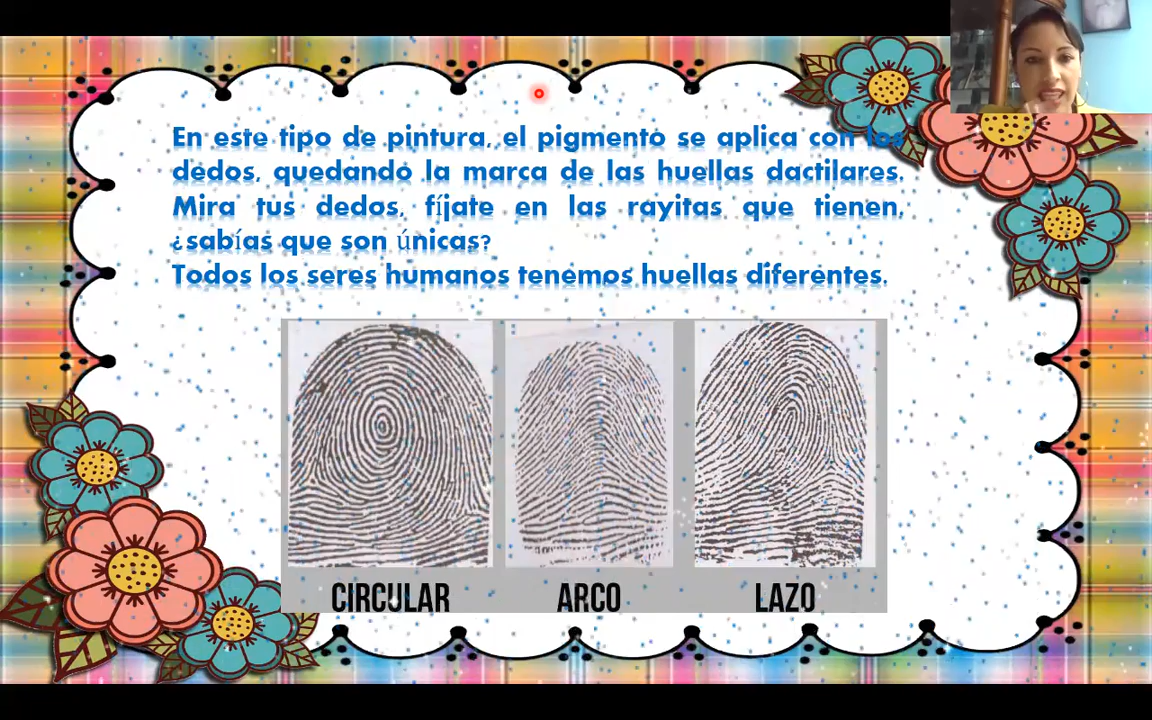 En este tipo de pintura, el pigmento se aplica con los
dedos, quedando la marca de las huellas dactilares.
Mira tus dedos, fíjate en las rayitas que tienen,
¿sabías que son únicas?
Todos los seres humanos tenemos huellas diferentes.
CIRCULAR
ARCO
LAZO